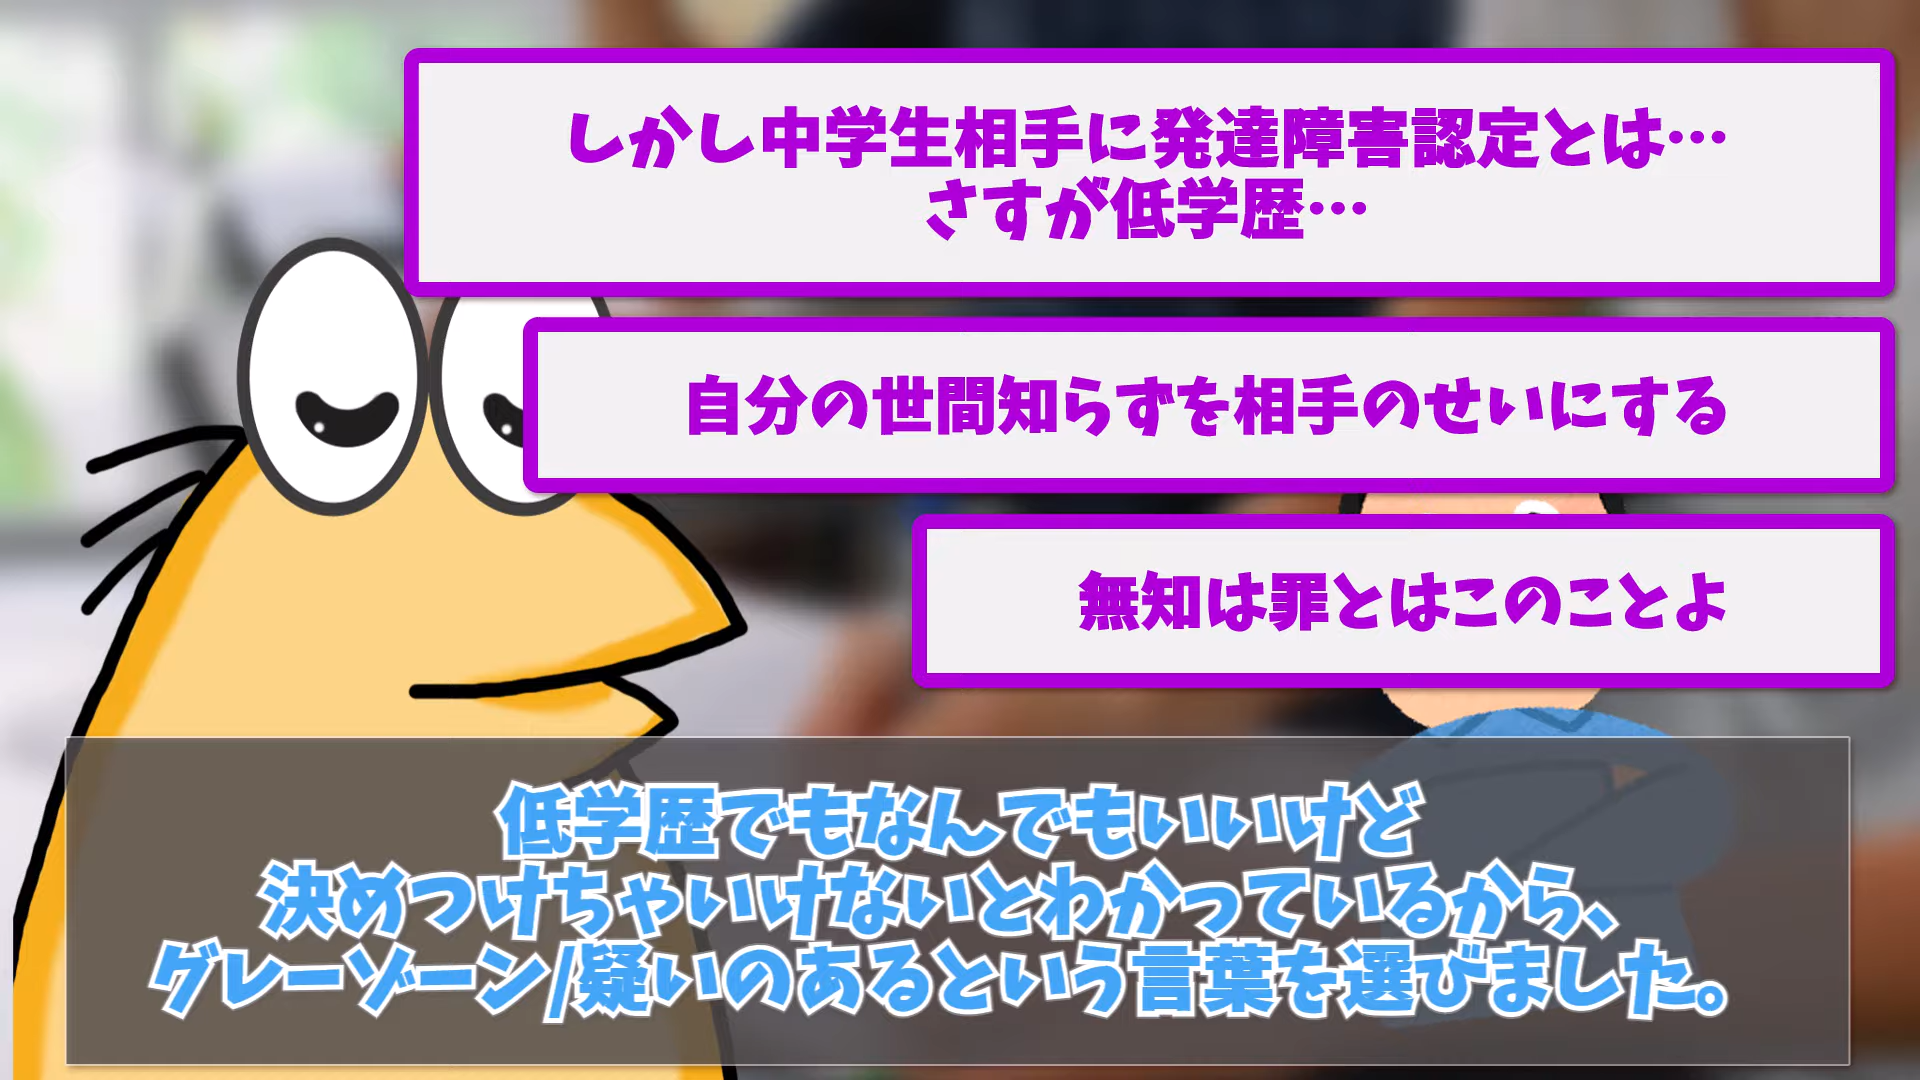 しかし中学生相手に発達障害認定とは…
さすが低学歴…
自分の世間知らずを相手のせいにする
無知は罪とはこのことよ
低学歴でもなんでもいいけど
決めつけちゃいけないとわかっているから、
グレーゾーン/疑いのあるという言葉を選びました。